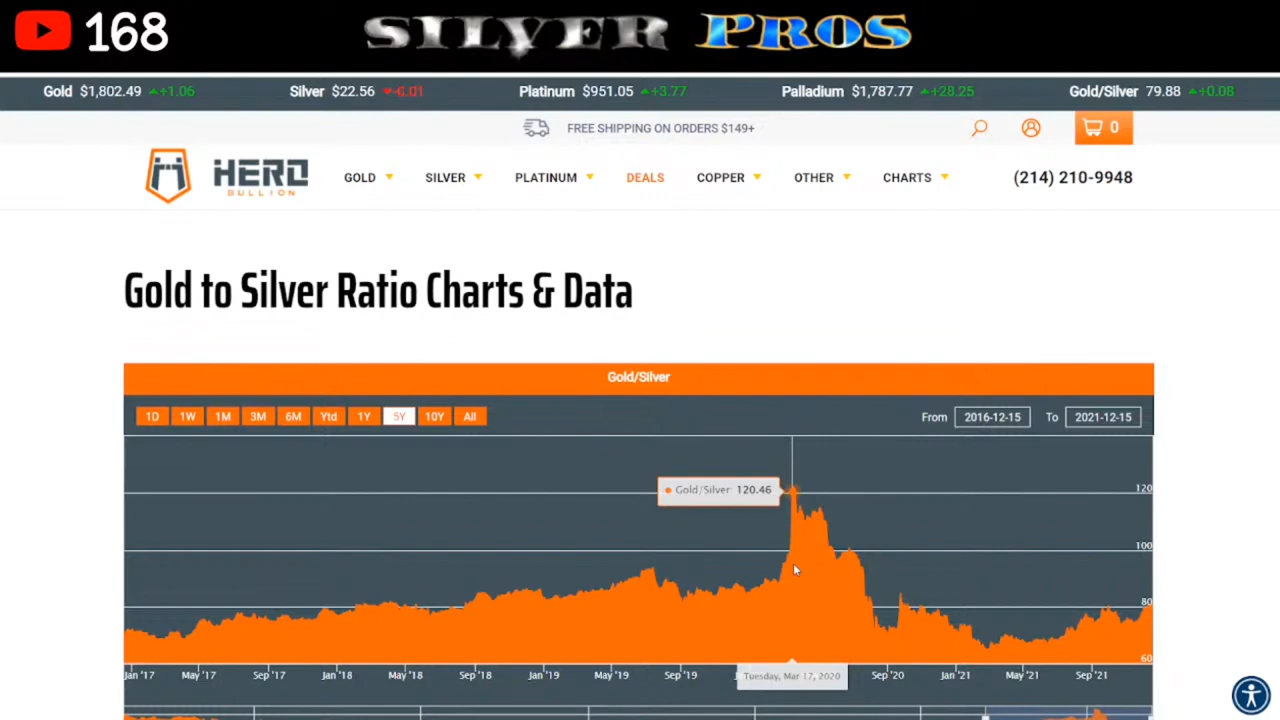 168
SILVER PROS
Gold $1,802.49 +1.06 Silver $22.56 -0.01 Platinum $951.05 +3.77 Palladium $1,787.77 +28.25 Gold/Silver 79.88 +0.08
FREE SHIPPING ON ORDERS $149+
0
HERO
BULLION
GOLD SILVER PLATINUM DEALS COPPER OTHER CHARTS (214) 210-9948
Gold to Silver Ratio Charts & Data
Gold/Silver
1D 1W 1M 3M 6M Ytd 1Y 5Y 10Y All From 2016-12-15 To 2021-12-15
Gold/Silver: 120.46
120
100
80
60
Jan '17 May '17 Sep '17 Jan '18 May '18 Sep '18 Jan '19 May '19 Sep '19 Tuesday, Mar 17, 2020 Sep '20 Jan '21 May '21 Sep '21